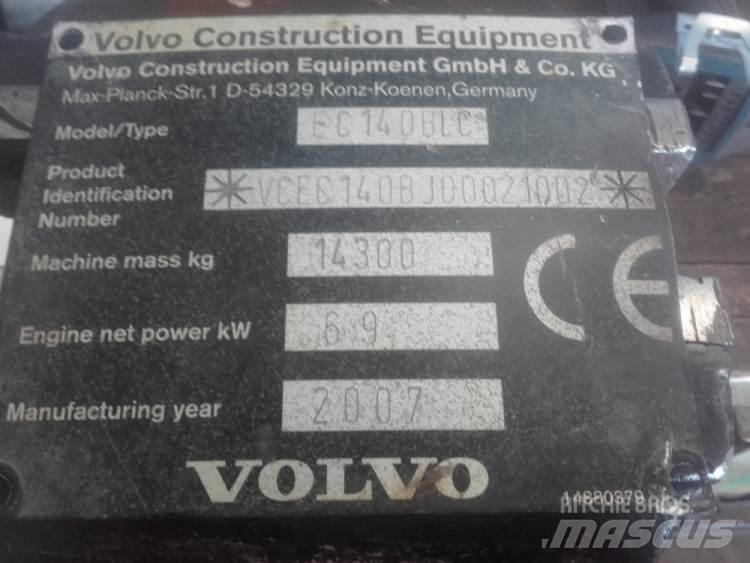 Volvo Construction Equipment
Volvo Construction Equipment GmbH & Co. KG
Max-Planck-Str.1 D-54329 Konz-Koenen,Germany
Model/Type EC140BLC
Product Identification Number *VCEC140BJ00021002*
Machine mass kg 14300
Engine net power kW 69
Manufacturing year 2007
CE
VOLVO
14880379
RITCHIE BROS.
MASCUS